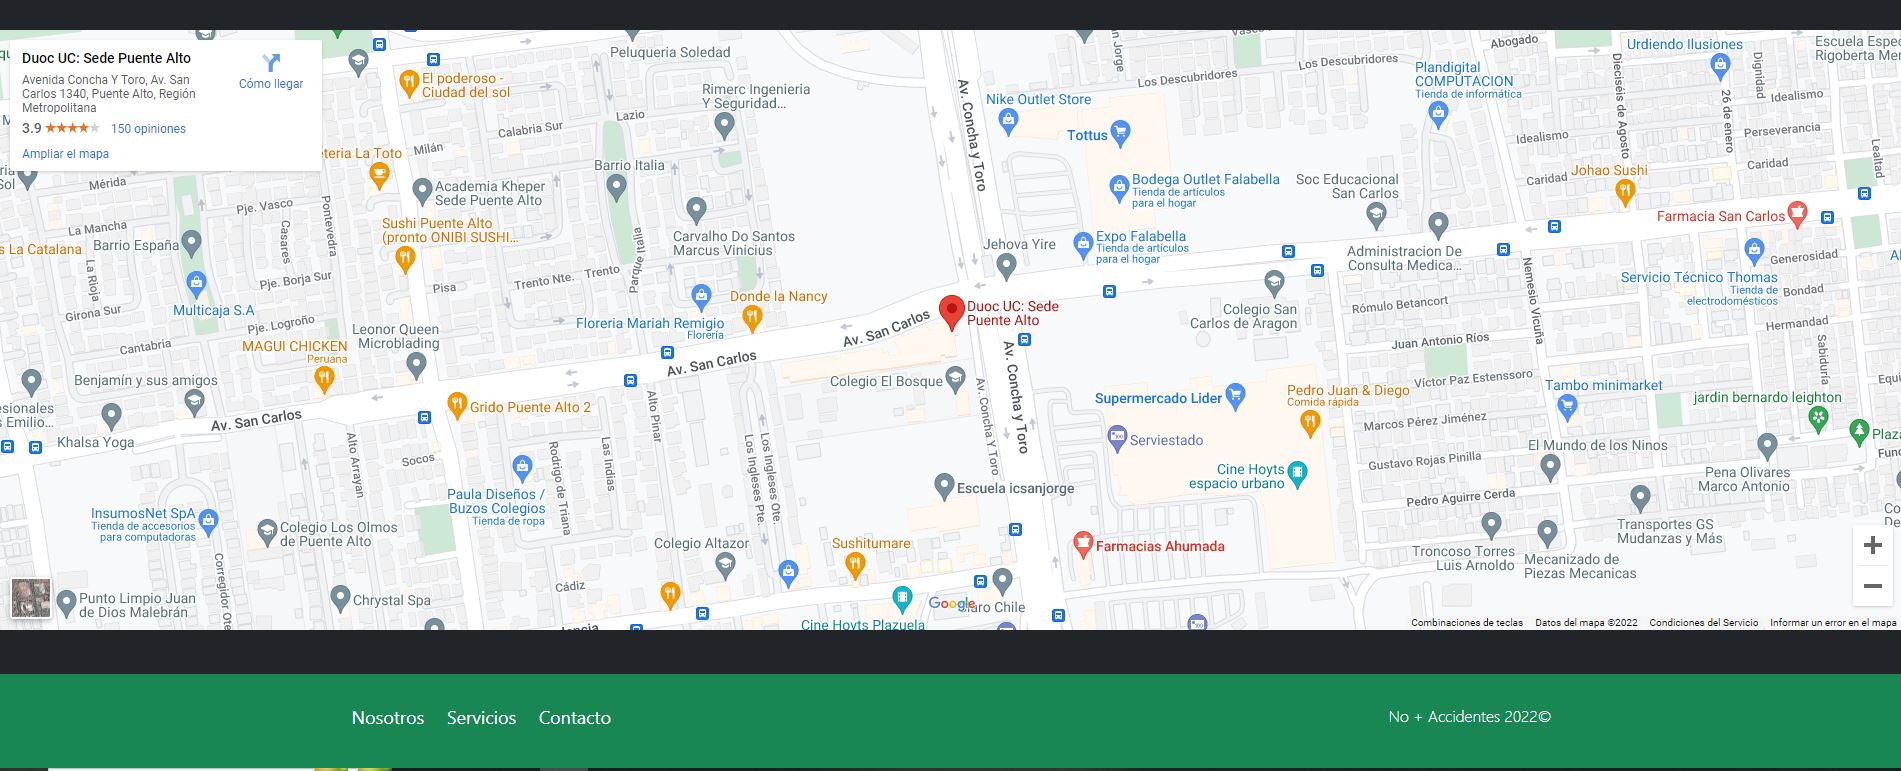 Duoc UC: Sede Puente Alto
Avenida Concha Y Toro, Av. San
Carlos 1340, Puente Alto, Región
Metropolitana
3.9
150 opiniones
Ampliar el mapa
Cómo llegar
Peluqueria Soledad
El poderoso -
Ciudad del sol
Rimerc Ingenieria
Y Seguridad...
Lazio
Calabria Sur
Milán
Barrio Italia
eteria La Toto
Mérida
Sol
Academia Kheper
Sede Puente Alto
Pje. Vasco
La Mancha
Casares
Pontevedra
Sushi Puente Alto
(pronto ONIBI SUSHI...
s La Catalana
Barrio España
La Rioja
Pje. Borja Sur
Trento Nte.
Trento
Parque Italia
Pisa
Carvalho Do Santos
Marcus Vinicius
Multicaja S.A
Girona Sur
Pje. Logroño
Cantabria
Donde la Nancy
Floreria Mariah Remigio
Florería
Leonor Queen
Microblading
MAGUI CHICKEN
Peruana
Benjamín y sus amigos
esionales
s Emilio...
Khalsa Yoga
Av. San Carlos
Av. San Carlos
Av. San Carlos
Grido Puente Alto 2
Alto Pinar
Alto Arrayan
Socos
Rodrigo de Triana
Las Indias
Los Ingleses Pte.
Los Ingleses Ote.
Paula Diseños /
Buzos Colegios
Tienda de ropa
InsumosNet SpA
Tienda de accesorios
para computadoras
Colegio Los Olmos
de Puente Alto
Corregidor Ote
Punto Limpio Juan
de Dios Malebrán
Chrystal Spa
Cádiz
Colegio Altazor
Sushitumare
Cine Hoyts Plazuela
Google
Claro Chile
Av. Concha y Toro
Av. Concha y Toro
Av. Concha Y Toro
San Jorge
Los Descubridores
Los Descubridores
Nike Outlet Store
Tottus
Bodega Outlet Falabella
Tienda de artículos
para el hogar
Expo Falabella
Tienda de artículos
para el hogar
Jehova Yire
Duoc UC: Sede
Puente Alto
Colegio El Bosque
Escuela icsanjorge
Farmacias Ahumada
Supermercado Lider
Serviestado
Cine Hoyts
espacio urbano
Pedro Juan & Diego
Comida rápida
Colegio San
Carlos de Aragon
Soc Educacional
San Carlos
Administracion De
Consulta Medica...
Plandigital
COMPUTACION
Tienda de informática
Abogado
Urdiendo Ilusiones
Escuela Espec
Rigoberta Men
Dieciséis de Agosto
26 de enero
Dignidad
Idealismo
Idealismo
Perseverancia
Lealtad
Caridad
Caridad
Johao Sushi
Farmacia San Carlos
Servicio Técnico Thomas
Tienda de
electrodomésticos
Generosidad
Bondad
Hermandad
Sabiduría
Nemesio Vicuña
Rómulo Betancort
Juan Antonio Ríos
Víctor Paz Estenssoro
Marcos Pérez Jiménez
Gustavo Rojas Pinilla
Pedro Aguirre Cerda
Tambo minimarket
jardin bernardo leighton
El Mundo de los Ninos
Pena Olivares
Marco Antonio
Plaza
Transportes GS
Mudanzas y Más
Troncoso Torres
Luis Arnoldo
Mecanizado de
Piezas Mecanicas
Combinaciones de teclas
Datos del mapa ©2022
Condiciones del Servicio
Informar un error en el mapa
Nosotros
Servicios
Contacto
No + Accidentes 2022©